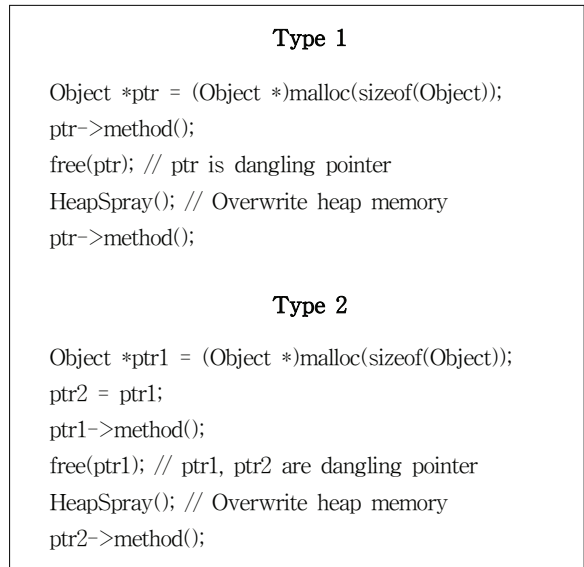 Type 1
Object *ptr = (Object *)malloc(sizeof(Object));
ptr->method();
free(ptr); // ptr is dangling pointer
HeapSpray(); // Overwrite heap memory
ptr->method();
Type 2
Object *ptr1 = (Object *)malloc(sizeof(Object));
ptr2 = ptr1;
ptr1->method();
free(ptr1); // ptr1, ptr2 are dangling pointer
HeapSpray(); // Overwrite heap memory
ptr2->method();